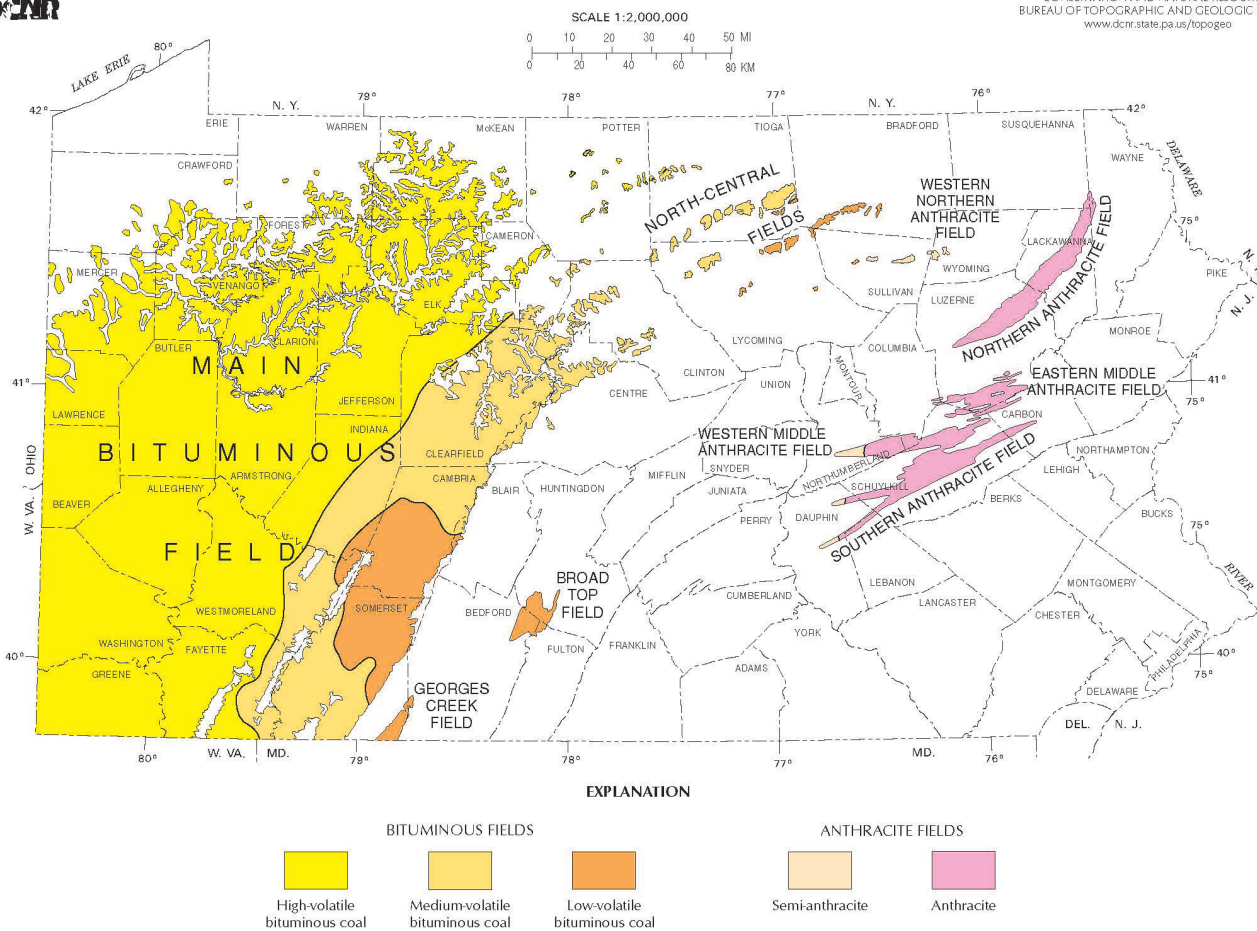 DCNR
CONSERVATION AND NATURAL RESOURCES
BUREAU OF TOPOGRAPHIC AND GEOLOGIC
www.dcnr.state.pa.us/topogeo
SCALE 1:2,000,000
0 10 20 30 40 50 MI
0 20 40 60 80 KM
LAKE ERIE
80°
42°
N. Y.
79°
78°
77°
N. Y.
76°
42°
ERIE
WARREN
McKEAN
POTTER
TIOGA
BRADFORD
SUSQUEHANNA
WAYNE
DELAWARE
CRAWFORD
NORTH-CENTRAL
FIELDS
WESTERN
NORTHERN
ANTHRACITE
FIELD
75°
FOREST
CAMERON
LACKAWANNA
N.
N. J.
MERCER
VENANGO
ELK
SULLIVAN
WYOMING
LUZERNE
PIKE
NORTHERN ANTHRACITE FIELD
MONROE
BUTLER
CLARION
LYCOMING
COLUMBIA
MONTOUR
41°
MAIN
JEFFERSON
CLINTON
CENTRE
UNION
EASTERN MIDDLE
ANTHRACITE FIELD
41°
75°
LAWRENCE
INDIANA
CARBON
BITUMINOUS
CLEARFIELD
WESTERN MIDDLE
ANTHRACITE FIELD
NORTHUMBERLAND
NORTHAMPTON
OHIO
W. VA.
ARMSTRONG
ALLEGHENY
CAMBRIA
BLAIR
HUNTINGDON
MIFFLIN
SNYDER
JUNIATA
SCHUYLKILL
LEHIGH
BEAVER
PERRY
DAUPHIN
SOUTHERN ANTHRACITE FIELD
BERKS
BUCKS
75°
FIELD
RIVER
BROAD
TOP
FIELD
LEBANON
MONTGOMERY
WESTMORELAND
SOMERSET
BEDFORD
CUMBERLAND
LANCASTER
CHESTER
WASHINGTON
FAYETTE
FULTON
FRANKLIN
YORK
PHILADELPHIA
40°
GREENE
ADAMS
40°
75°
GEORGES
CREEK
FIELD
DELAWARE
DEL.
N. J.
80°
W. VA.
MD.
79°
78°
77°
MD.
76°
EXPLANATION
BITUMINOUS FIELDS
ANTHRACITE FIELDS
High-volatile
bituminous coal
Medium-volatile
bituminous coal
Low-volatile
bituminous coal
Semi-anthracite
Anthracite